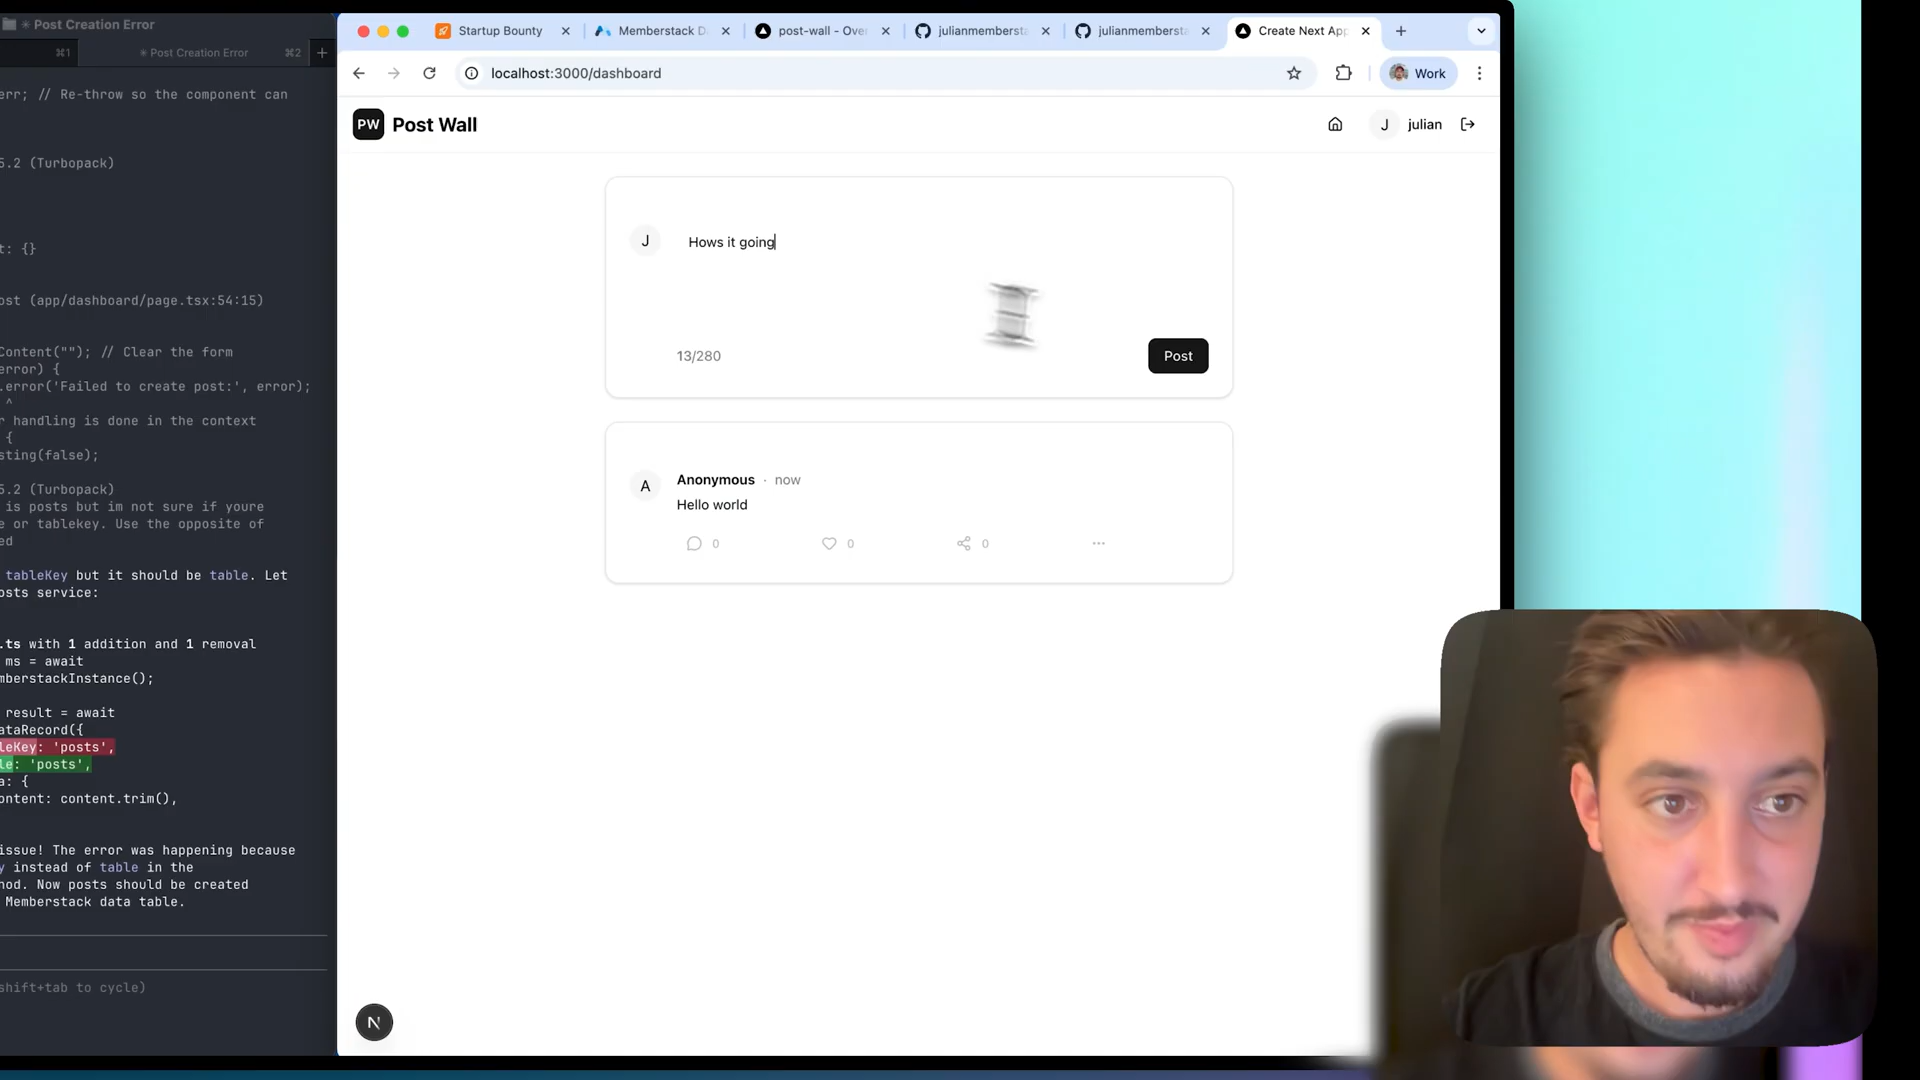 Post Creation Error
⌘1
Post Creation Error
⌘2
err; // Re-throw so the component can
5.2 (Turbopack)
t: {}
ost (app/dashboard/page.tsx:54:15)
Content(""); // Clear the form
error) {
.error('Failed to create post:', error);
^
r handling is done in the context
{
sting(false);
5.2 (Turbopack)
is posts but im not sure if youre
e or tablekey. Use the opposite of
ed
tableKey but it should be table. Let
osts service:
.ts with 1 addition and 1 removal
ms = await
mberstackInstance();
result = await
ataRecord({
leKey: 'posts',
le: 'posts',
a: {
ontent: content.trim(),
issue! The error was happening because
y instead of table in the
hod. Now posts should be created
Memberstack data table.
shift+tab to cycle)
Startup Bounty
Memberstack D
post-wall - Ove
julianmembersta
julianmembersta
Create Next App
localhost:3000/dashboard
Work
PW
Post Wall
J
julian
J
Hows it going
13/280
Post
A
Anonymous · now
Hello world
0
0
0
N